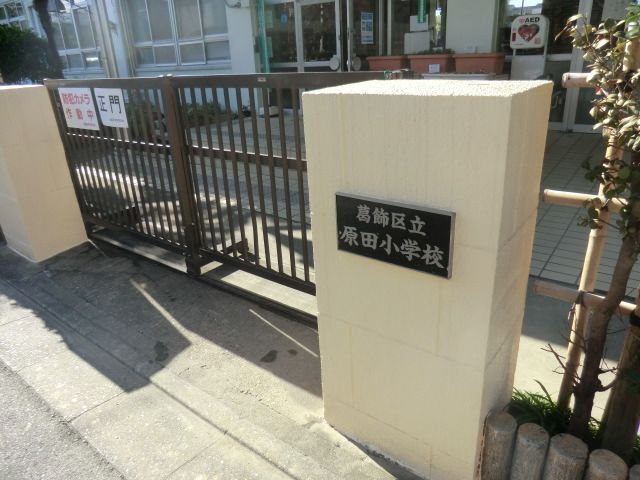 防犯カメラ
作動中
正門
AED
葛飾区立
原田小学校